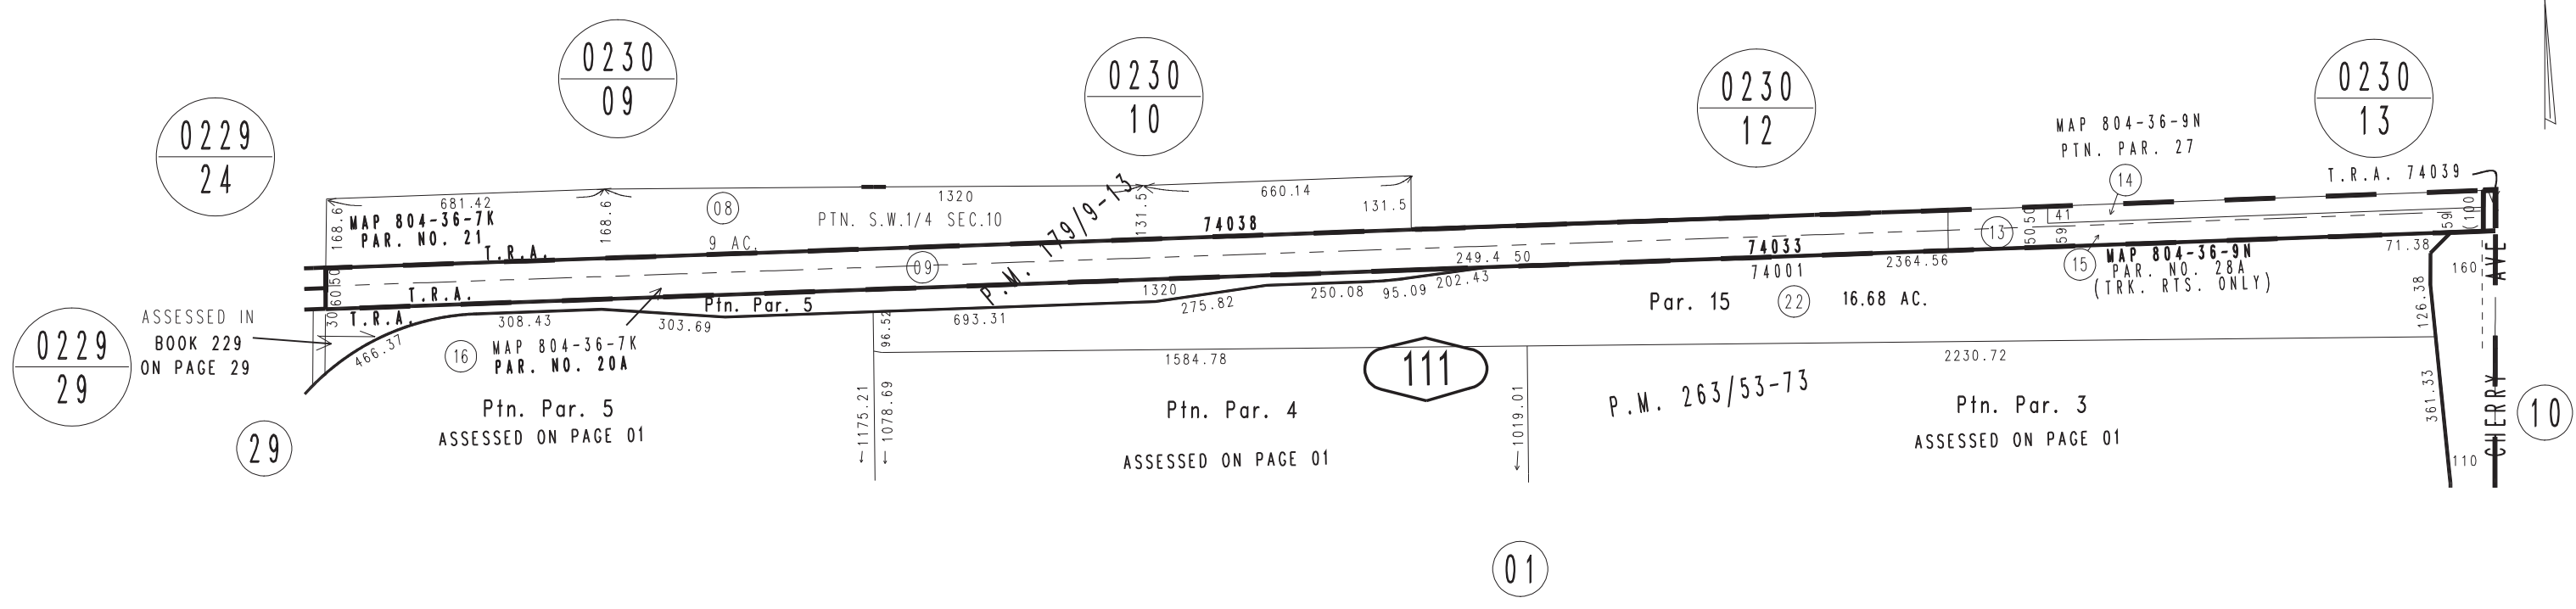 0230
09
0230
10
0230
12
0230
13
0229
24
MAP 804-36-9N
PTN. PAR. 27
T.R.A. 74039
14
681.42
1320
660.14
131.5
131.5
168.6
168.6
MAP 804-36-7K
PAR. NO. 21
08
PTN. S.W.1/4 SEC.10
9 AC.
P.M. 179/9-13
74038
T.R.A.
09
13
50.50
41
59
59
(100)
74033
74001
249.4 50
2364.56
71.38
15
MAP 804-36-9N
PAR. NO. 28A
(TRK. RTS. ONLY)
160
AVE
30
60
50
T.R.A.
T.R.A.
Ptn. Par. 5
1320
275.82
250.08
95.09
202.43
693.31
308.43
303.69
466.37
96.52
Par. 15
22
16.68 AC.
126.38
ASSESSED IN
BOOK 229
ON PAGE 29
0229
29
16
MAP 804-36-7K
PAR. NO. 20A
1584.78
111
2230.72
P.M. 263/53-73
1175.21
1078.69
1019.01
361.33
CHERRY
10
Ptn. Par. 5
ASSESSED ON PAGE 01
Ptn. Par. 4
ASSESSED ON PAGE 01
Ptn. Par. 3
ASSESSED ON PAGE 01
29
110
01